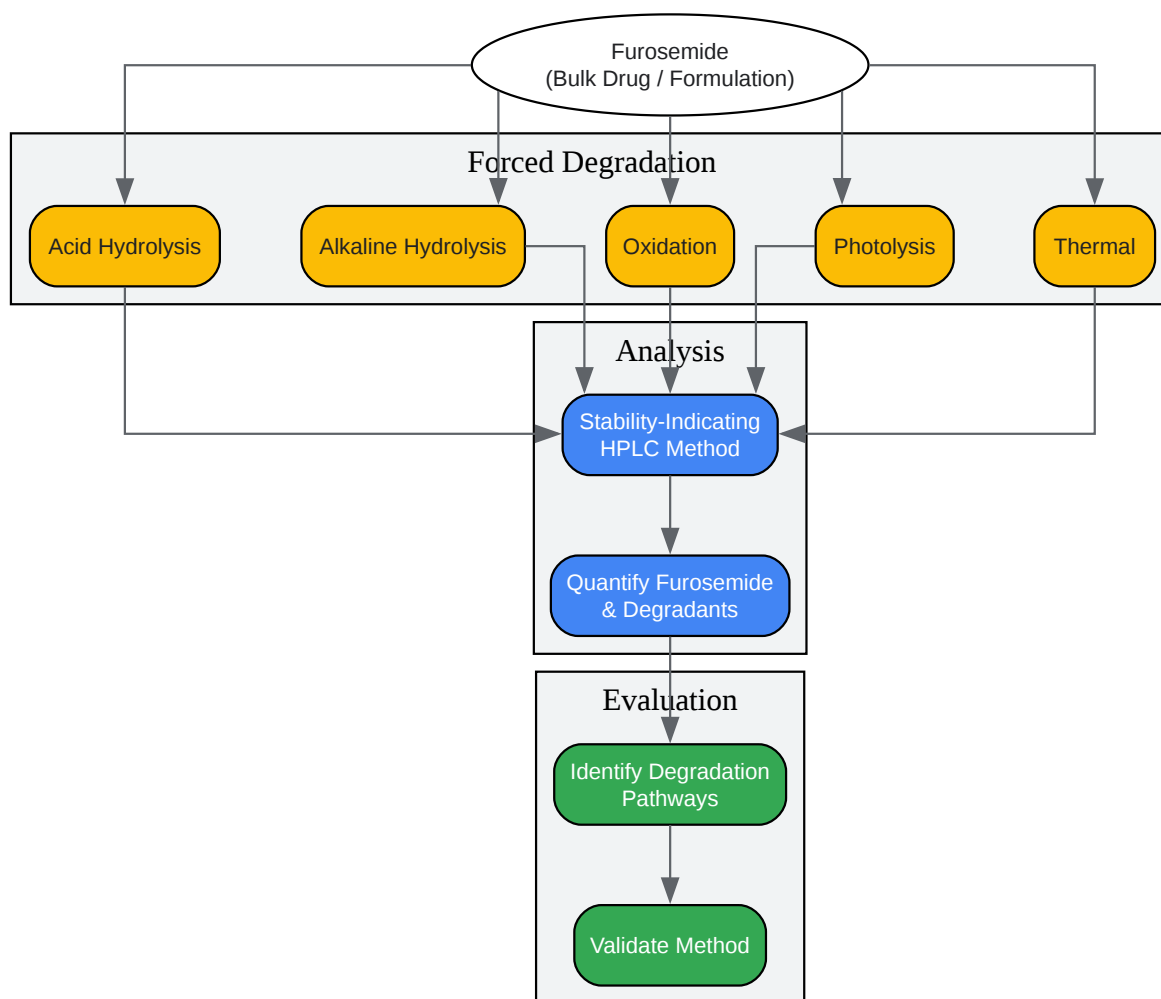 Furosemide
(Bulk Drug / Formulation)
Forced Degradation
Acid Hydrolysis
Alkaline Hydrolysis
Oxidation
Photolysis
Thermal
Analysis
Stability-Indicating
HPLC Method
Quantify Furosemide
& Degradants
Evaluation
Identify Degradation
Pathways
Validate Method